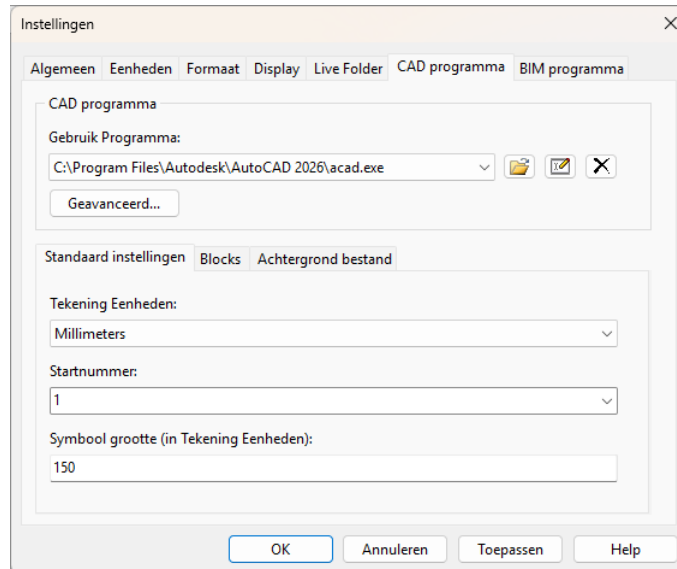 Instellingen
Algemeen Eenheden Formaat Display Live Folder CAD programma BIM programma
CAD programma
Gebruik Programma:
C:\Program Files\Autodesk\AutoCAD 2026\acad.exe
Geavanceerd...
Standaard instellingen Blocks Achtergrond bestand
Tekening Eenheden:
Millimeters
Startnummer:
1
Symbool grootte (in Tekening Eenheden):
150
OK Annuleren Toepassen Help